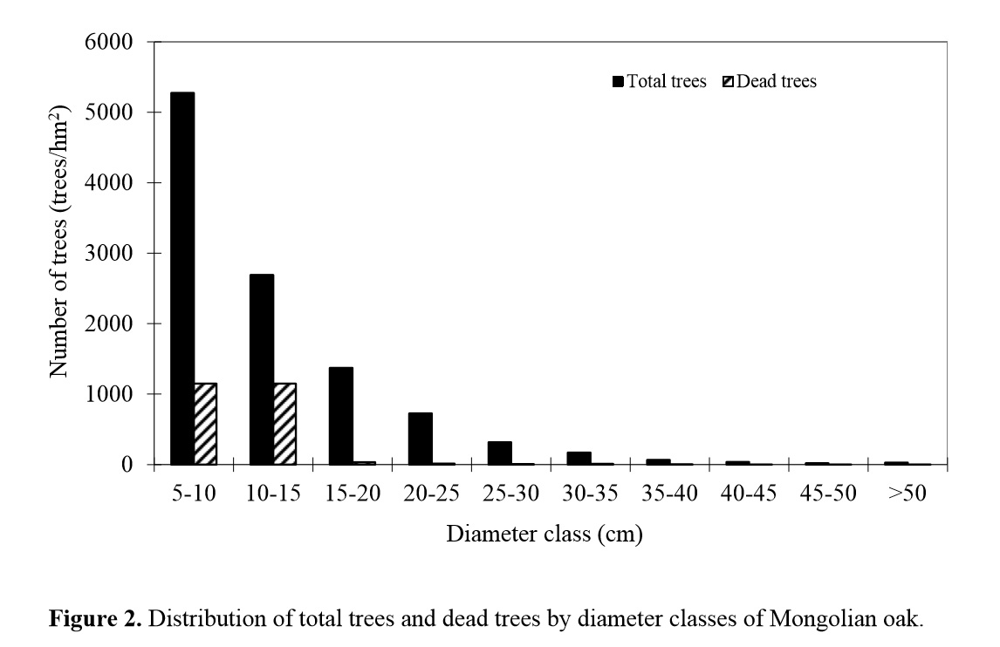 6000
5000
4000
3000
2000
1000
0
Number of trees (trees/hm²)
Total trees Dead trees
5-10 10-15 15-20 20-25 25-30 30-35 35-40 40-45 45-50 >50
Diameter class (cm)
Figure 2. Distribution of total trees and dead trees by diameter classes of Mongolian oak.